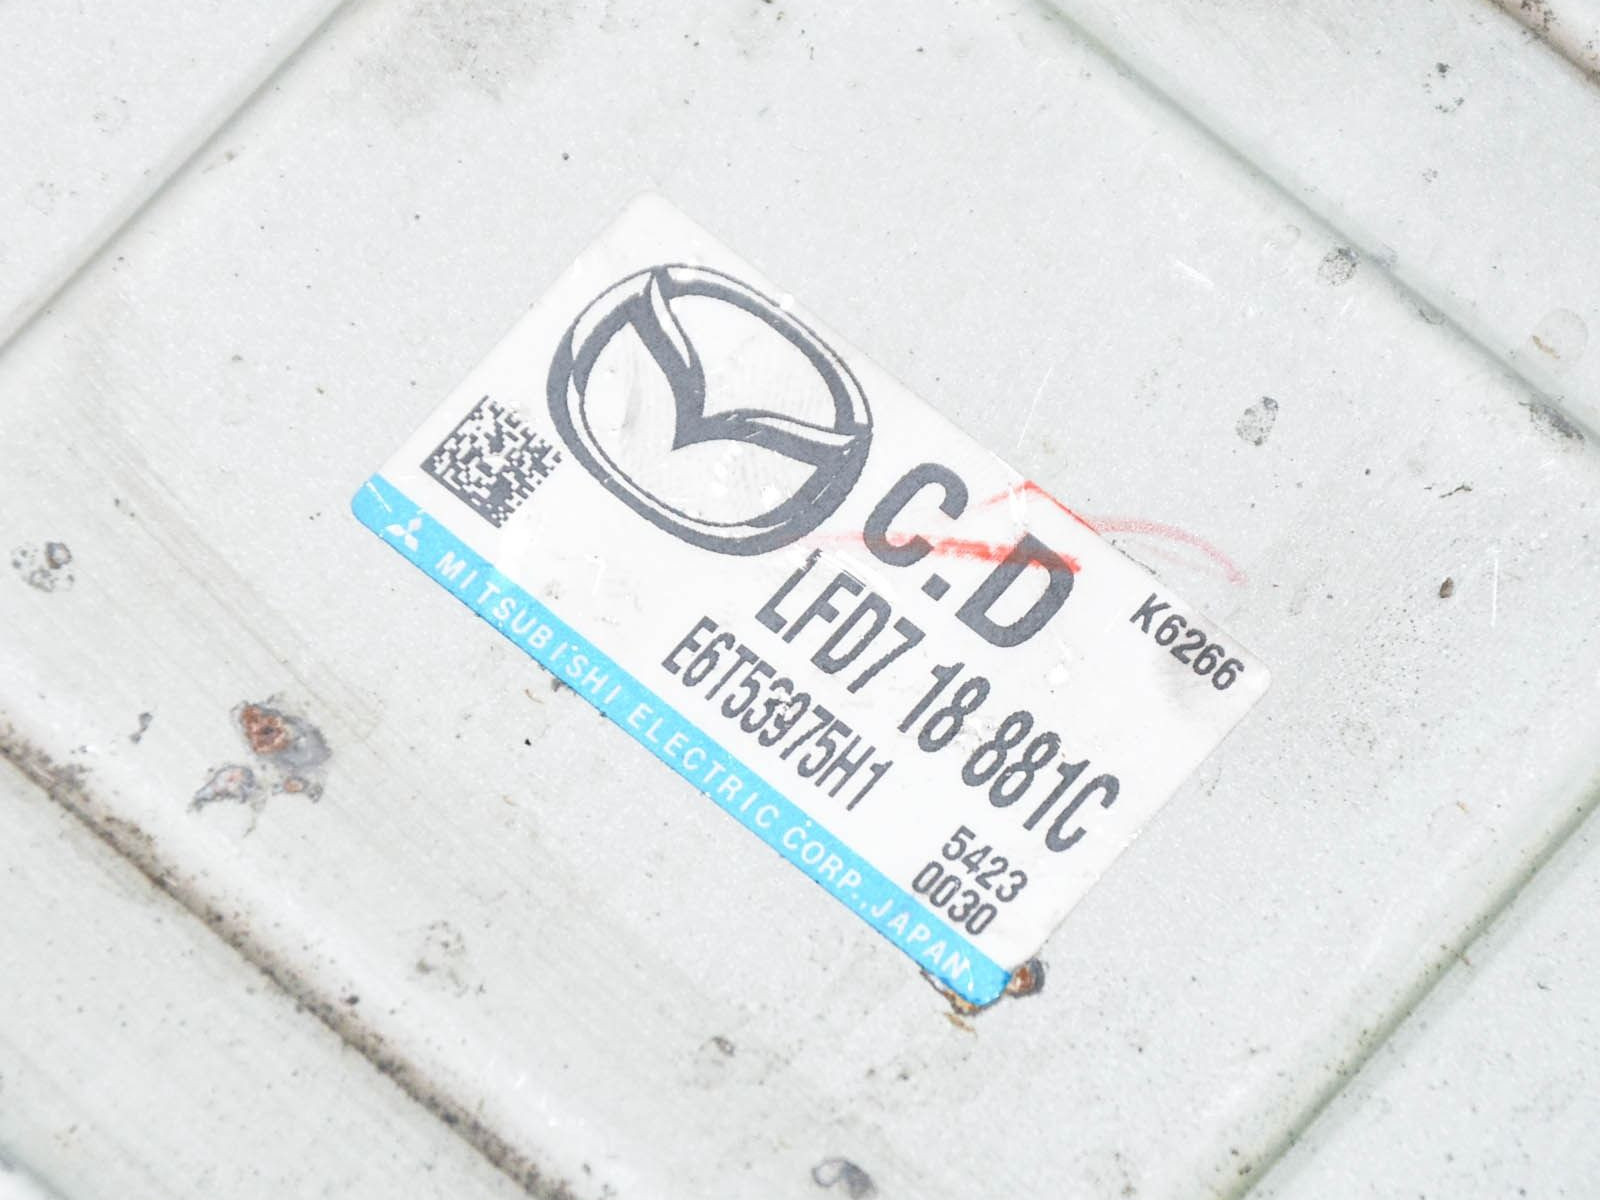 C.D
K6266
LFD7 18 881C
E6T53975H1
5423
0030
MITSUBISHI ELECTRIC CORP., JAPAN